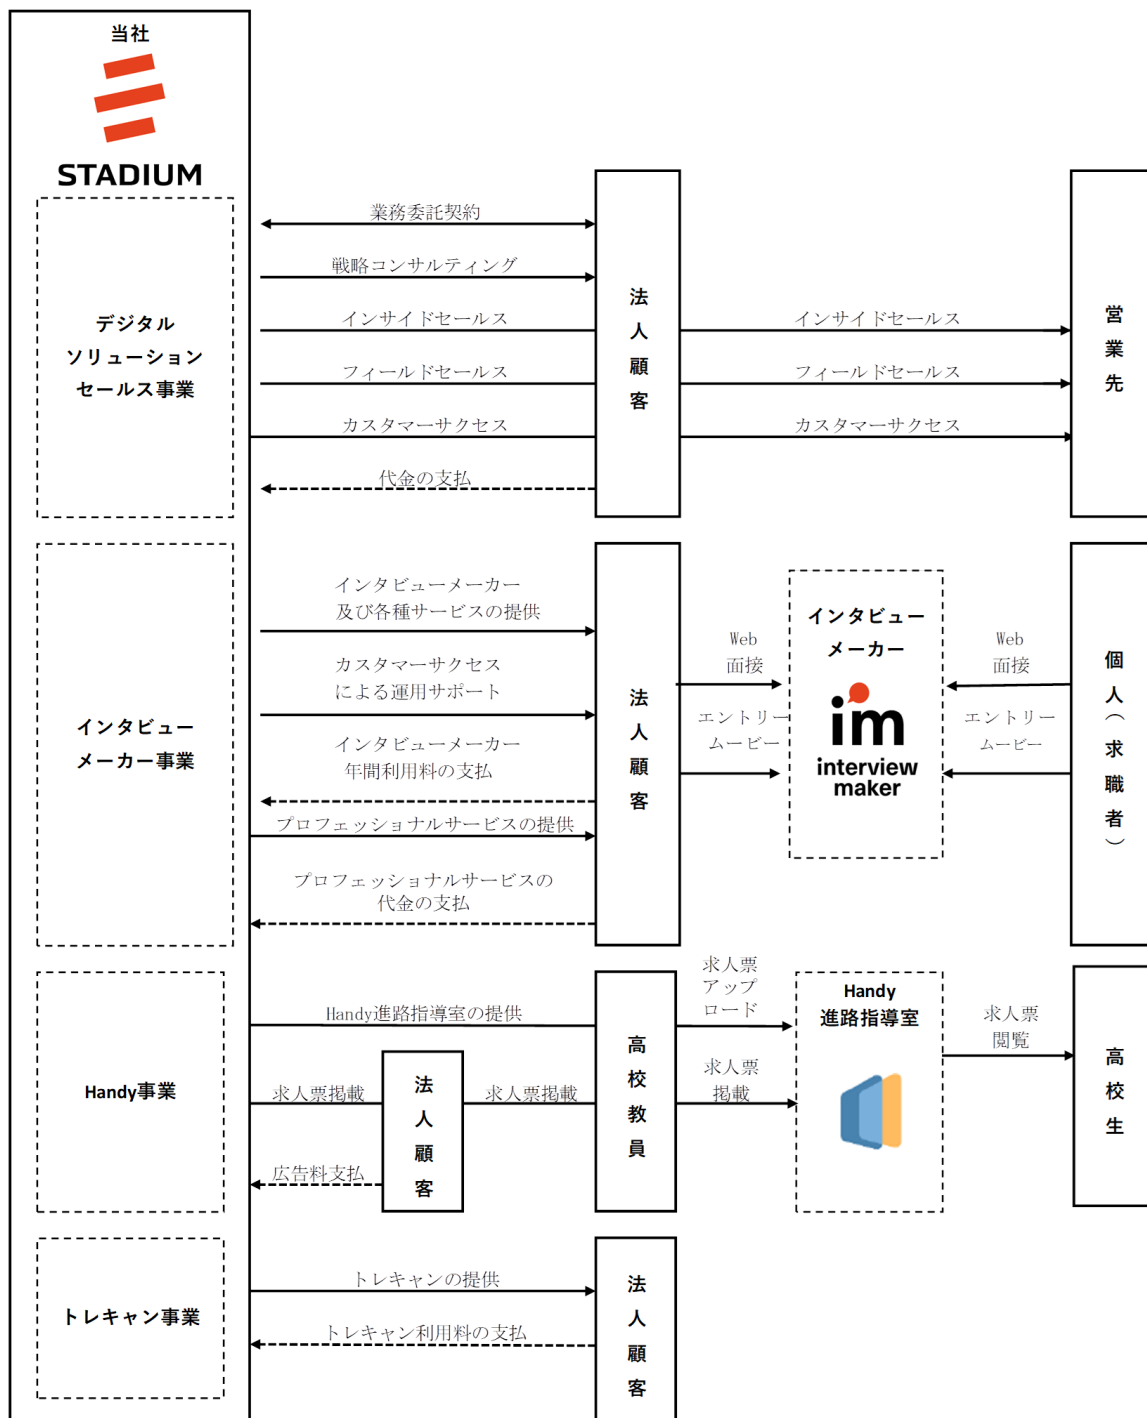 当社
STADIUM
デジタル
ソリューション
セールス事業
業務委託契約
戦略コンサルティング
インサイドセールス
フィールドセールス
カスタマーサクセス
代金の支払
法人顧客
インサイドセールス
フィールドセールス
カスタマーサクセス
営業先
インタビュー
メーカー事業
インタビューメーカー
及び各種サービスの提供
カスタマーサクセス
による運用サポート
インタビューメーカー
年間利用料の支払
プロフェッショナルサービスの提供
プロフェッショナルサービスの
代金の支払
法人顧客
Web
面接
エントリー
ムービー
インタビュー
メーカー
im
interview
maker
Web
面接
エントリー
ムービー
個人(求職者)
Handy事業
Handy進路指導室の提供
求人票掲載
法人顧客
求人票掲載
広告料支払
高校教員
求人票
アップ
ロード
求人票
掲載
Handy
進路指導室
求人票
閲覧
高校生
トレキャン事業
トレキャンの提供
トレキャン利用料の支払
法人顧客